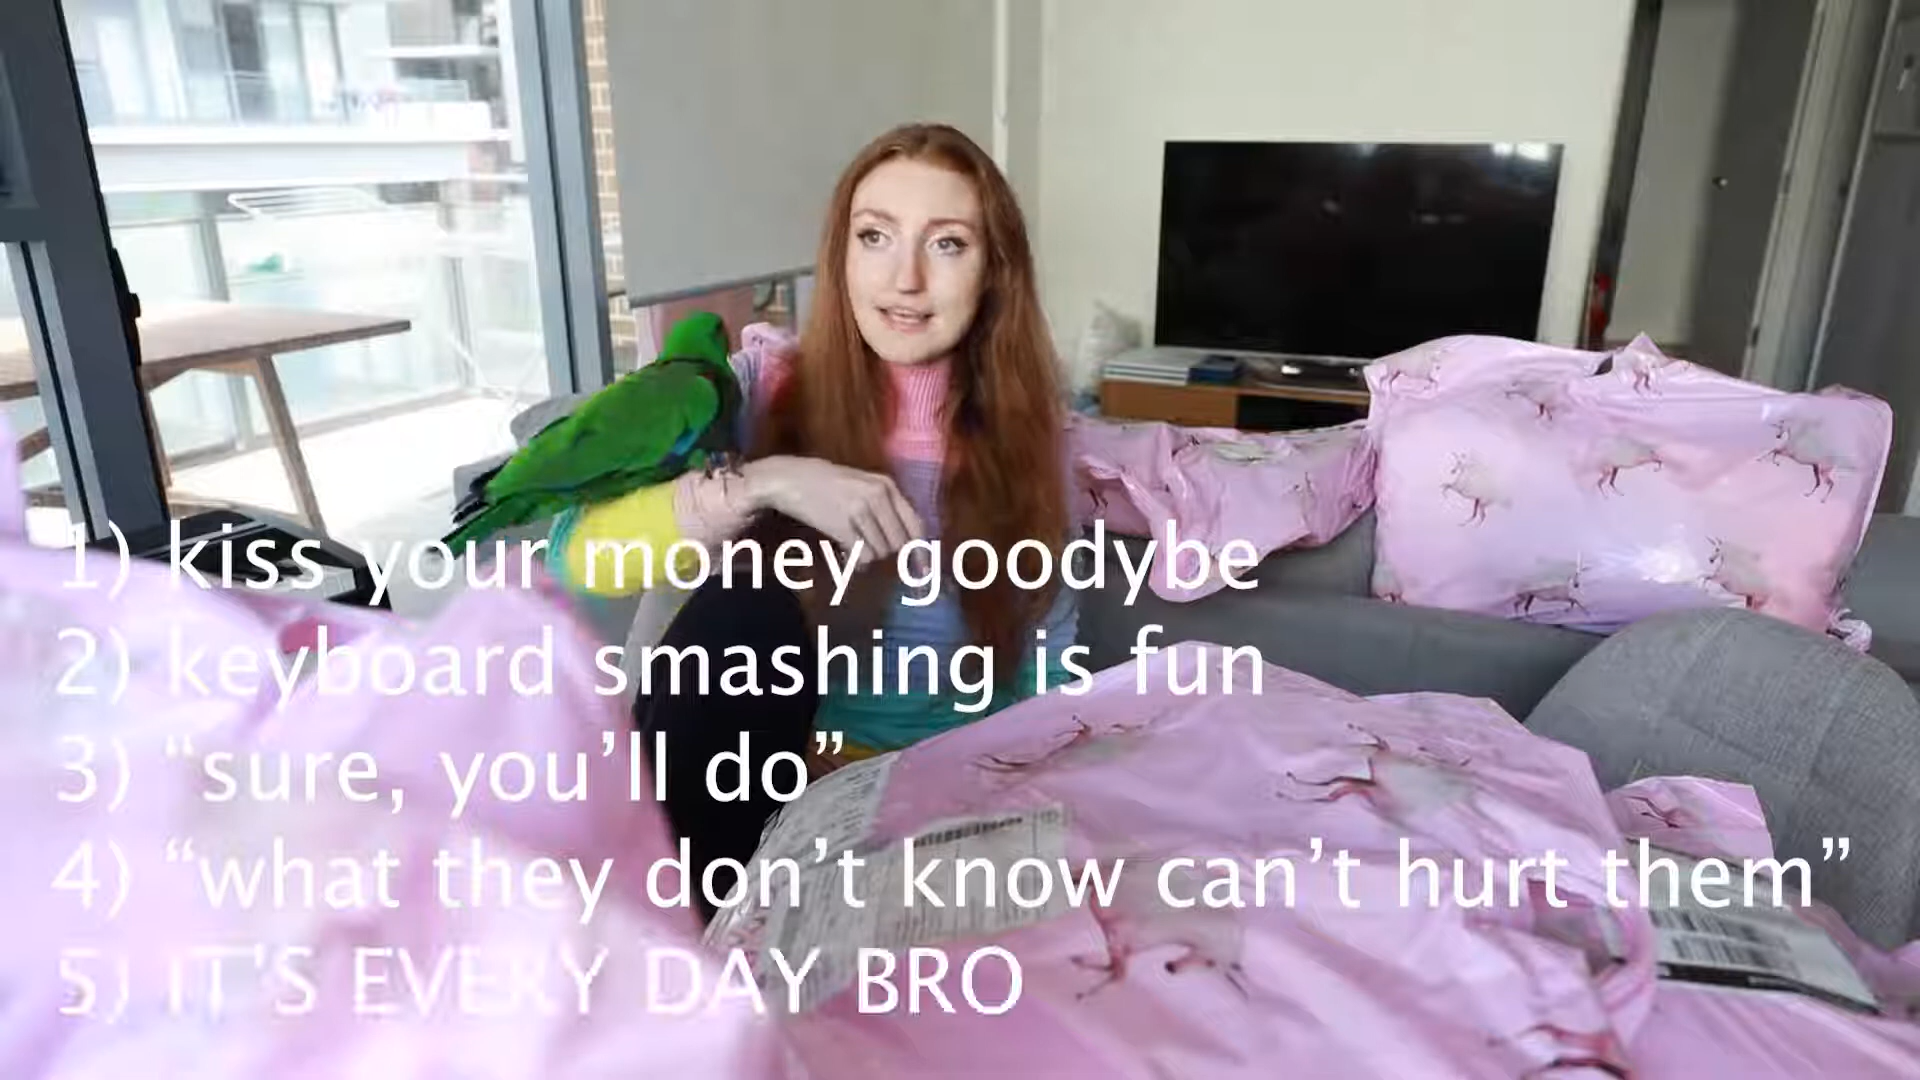 1) kiss your money goodybe
2) keyboard smashing is fun
3) “sure, you’ll do”
4) “what they don’t know can’t hurt them”
5) IT'S EVERY DAY BRO